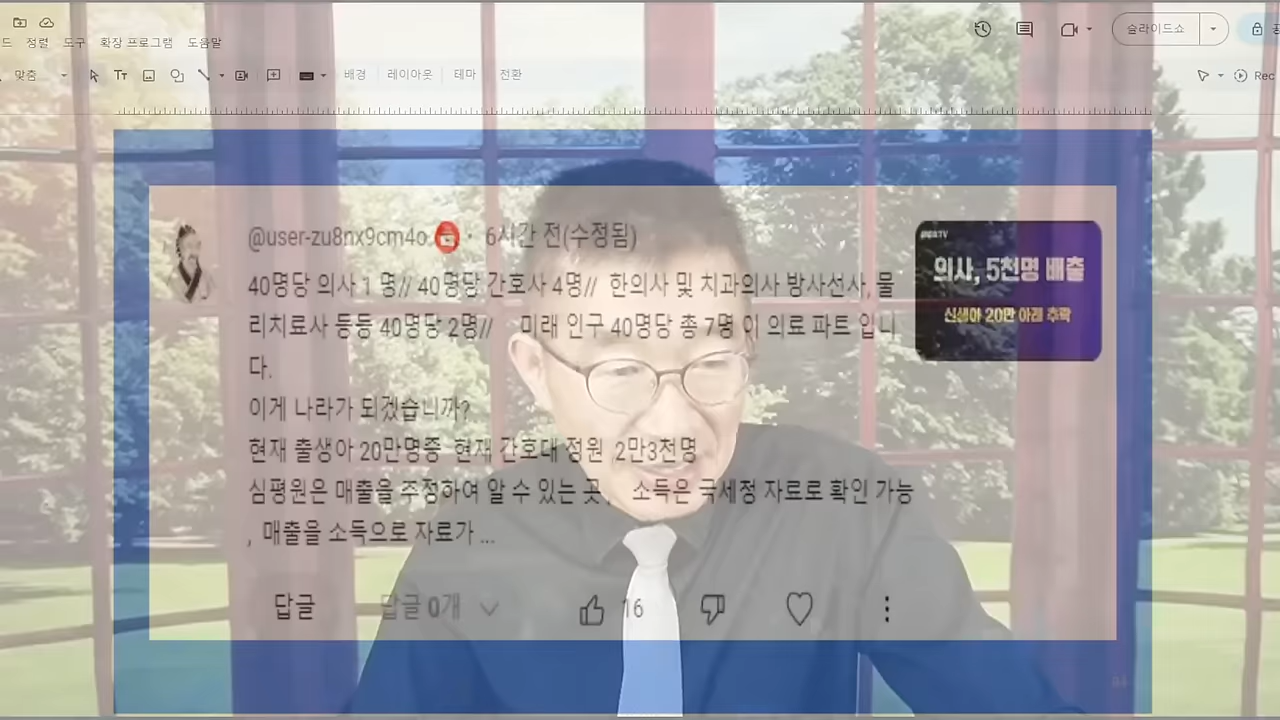 정렬 도구 확장 프로그램 도움말
슬라이드쇼
맞춤 Tт 배경 레이아웃 테마 전환 Rec
@user-zu8nx9cm4o · 6시간 전(수정됨)
40명당 의사 1 명// 40명당 간호사 4명// 한의사 및 치과의사 방사선사, 물
리치료사 등등 40명당 2명// 미래 인구 40명당 총 7명 이 의료 파트 입니
다.
이게 나라가 되겠습니까?
현재 출생아 20만명중 현재 간호대 정원 2만3천명
심평원은 매출을 추정하여 알 수 있는 곳, 소득은 국세청 자료로 확인 가능
, 매출을 소득으로 자료가 ...
의사, 5천명 배출
신생아 20만 아래 추락
답글 답글 0개 16